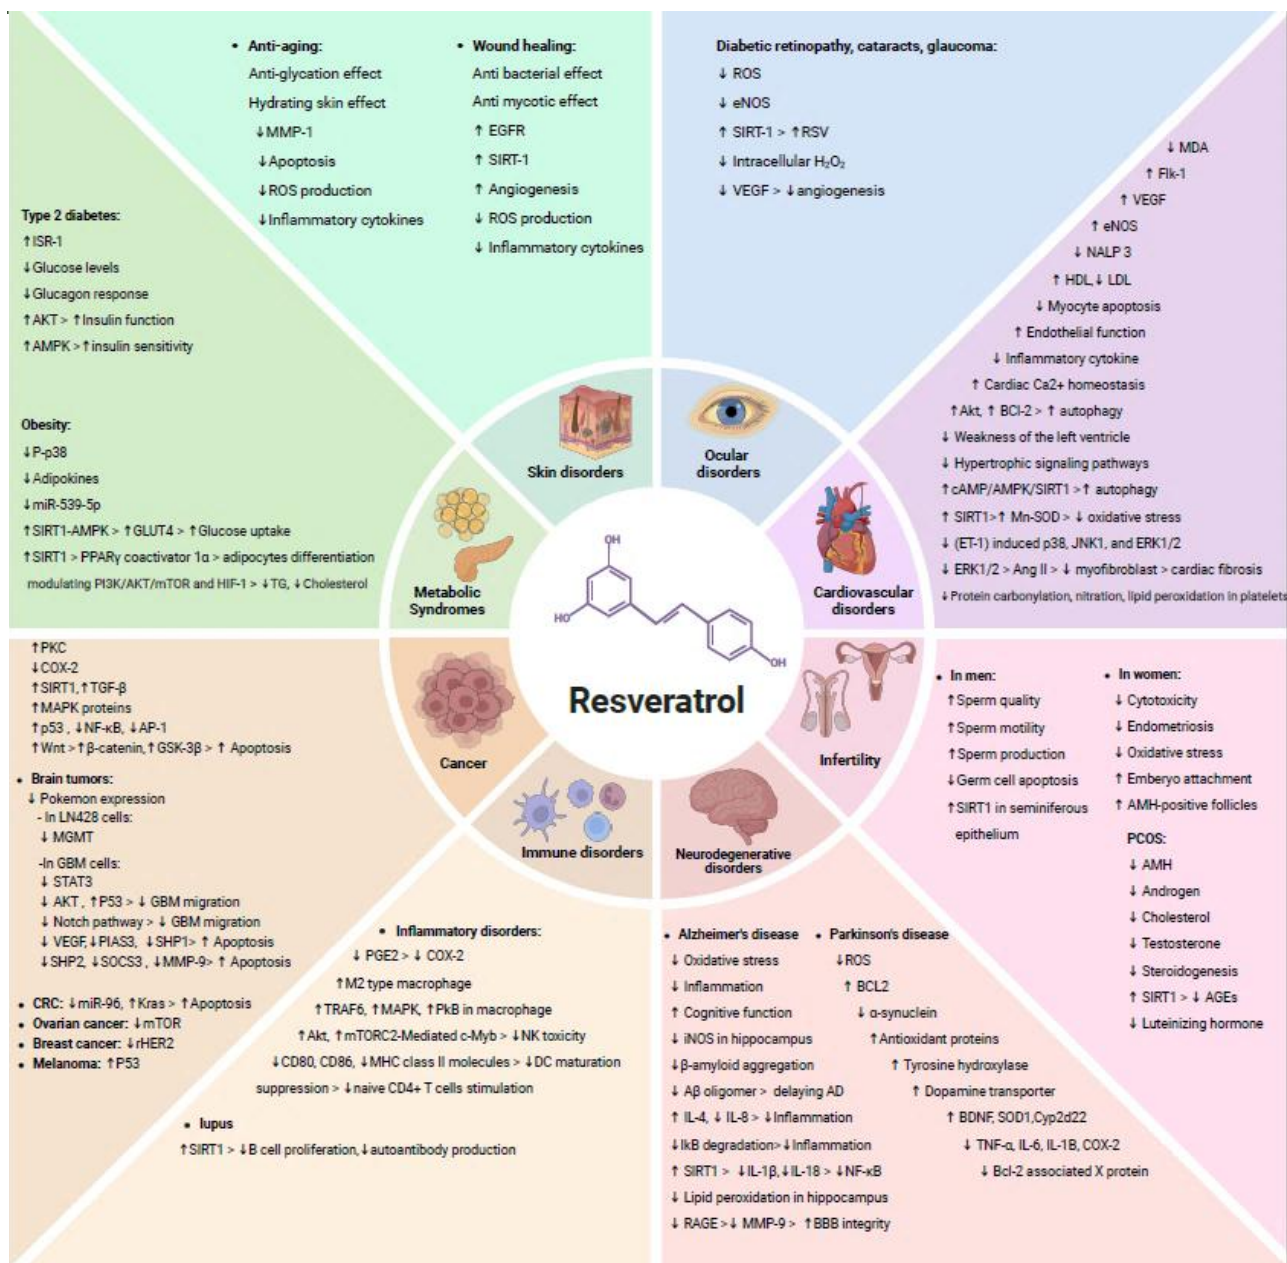 • Anti-aging:
Anti-glycation effect
Hydrating skin effect
↓MMP-1
↓Apoptosis
↓ROS production
↓Inflammatory cytokines
• Wound healing:
Anti bacterial effect
Anti mycotic effect
↑ EGFR
↑ SIRT-1
↑ Angiogenesis
↓ ROS production
↓ Inflammatory cytokines
Skin disorders
Diabetic retinopathy, cataracts, glaucoma:
↓ ROS
↓ eNOS
↑ SIRT-1 > ↑RSV
↓ Intracellular H₂O₂
↓ VEGF > ↓angiogenesis
Ocular
disorders
↓ MDA
↑ Flk-1
↑ VEGF
↑ eNOS
↓ NALP 3
↑ HDL,↓ LDL
↓ Myocyte apoptosis
↑ Endothelial function
↓ Inflammatory cytokine
↑ Cardiac Ca2+ homeostasis
↑Akt, ↑ BCl-2 > ↑ autophagy
↓ Weakness of the left ventricle
↓ Hypertrophic signaling pathways
↑cAMP/AMPK/SIRT1 >↑ autophagy
↑ SIRT1>↑ Mn-SOD > ↓ oxidative stress
↓ (ET-1) induced p38, JNK1, and ERK1/2
↓ ERK1/2 > Ang II > ↓ myofibroblast > cardiac fibrosis
↓Protein carbonylation, nitration, lipid peroxidation in platelets
Cardiovascular
disorders
Type 2 diabetes:
↑ISR-1
↓Glucose levels
↓Glucagon response
↑AKT > ↑Insulin function
↑AMPK >↑insulin sensitivity
Obesity:
↓P-p38
↓Adipokines
↓miR-539-5p
↑SIRT1-AMPK > ↑GLUT4 > ↑Glucose uptake
↑SIRT1 > PPARγ coactivator 1α > adipocytes differentiation
modulating PI3K/AKT/mTOR and HIF-1 > ↓TG, ↓Cholesterol
Metabolic
Syndromes
OH
HO
OH
Resveratrol
↑PKC
↓COX-2
↑SIRT1,↑TGF-β
↑MAPK proteins
↑p53 , ↓NF-κB, ↓AP-1
↑Wnt >↑β-catenin,↑GSK-3β > ↑ Apoptosis
• Brain tumors:
↓ Pokemon expression
- In LN428 cells:
↓ MGMT
-In GBM cells:
↓ STAT3
↓ AKT , ↑P53 > ↓ GBM migration
↓ Notch pathway > ↓ GBM migration
↓ VEGF,↓PIAS3, ↓SHP1> ↑ Apoptosis
↓SHP2, ↓SOCS3 , ↓MMP-9> ↑ Apoptosis
• CRC: ↓miR-96, ↑Kras > ↑Apoptosis
• Ovarian cancer: ↓mTOR
• Breast cancer: ↓rHER2
• Melanoma: ↑P53
Cancer
Immune disorders
• Inflammatory disorders:
↓ PGE2 > ↓ COX-2
↑M2 type macrophage
↑TRAF6, ↑MAPK, ↑PkB in macrophage
↑Akt, ↑mTORC2-Mediated c-Myb > ↓NK toxicity
↓CD80, CD86, ↓MHC class II molecules > ↓DC maturation
suppression > ↓naive CD4+ T cells stimulation
• lupus
↑SIRT1 > ↓B cell proliferation,↓autoantibody production
Neurodegenerative
disorders
• Alzheimer's disease
↓ Oxidative stress
↓ Inflammation
↑ Cognitive function
↓ iNOS in hippocampus
↓β-amyloid aggregation
↓ Aβ oligomer > delaying AD
↑ IL-4, ↓ IL-8 > ↓Inflammation
↓IkB degradation>↓Inflammation
↑ SIRT1 > ↓IL-1β,↓IL-18 > ↓NF-κB
↓ Lipid peroxidation in hippocampus
↓ RAGE >↓ MMP-9 > ↑BBB integrity
• Parkinson's disease
↓ROS
↑ BCL2
↓ α-synuclein
↑Antioxidant proteins
↑ Tyrosine hydroxylase
↑ Dopamine transporter
↑ BDNF, SOD1,Cyp2d22
↓ TNF-α, IL-6, IL-1B, COX-2
↓ Bcl-2 associated X protein
Infertility
• In men:
↑Sperm quality
↑Sperm motility
↑Sperm production
↓Germ cell apoptosis
↑SIRT1 in seminiferous
epithelium
• In women:
↓ Cytotoxicity
↓ Endometriosis
↓ Oxidative stress
↑ Emberyo attachment
↑ AMH-positive follicles
PCOS:
↓ AMH
↓ Androgen
↓ Cholesterol
↓ Testosterone
↓ Steroidogenesis
↑ SIRT1 > ↓ AGEs
↓ Luteinizing hormone